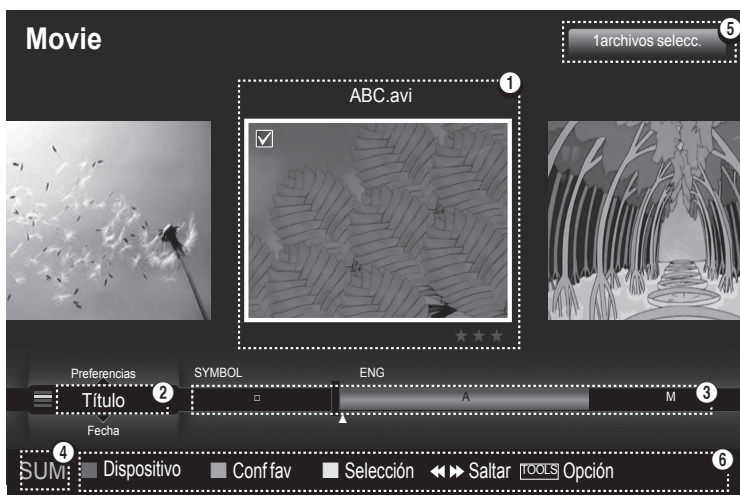 Movie
1archivos selecc.
5
1
ABC.avi
Preferencias
SYMBOL
ENG
Título
2
□
A
M
3
Fecha
4
6
SUM
Dispositivo
Conf fav
Selección
Saltar
TOOLS Opción